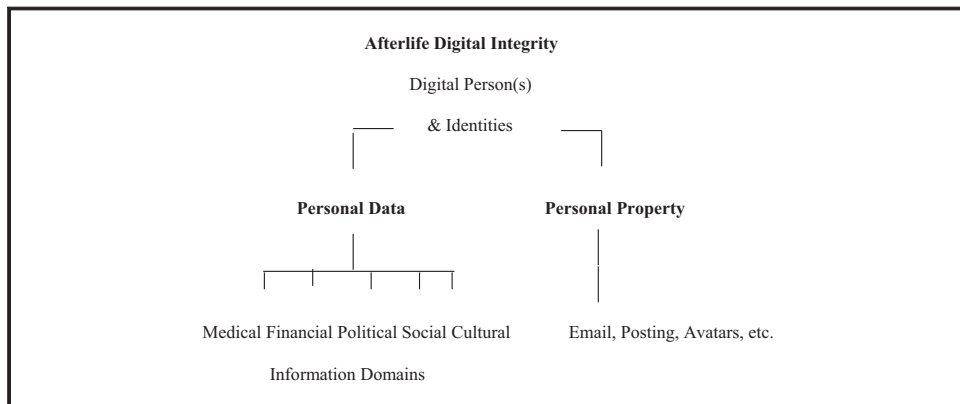 Afterlife Digital Integrity
Digital Person(s)
& Identities
Personal Data
Personal Property
Medical Financial Political Social Cultural
Email, Posting, Avatars, etc.
Information Domains